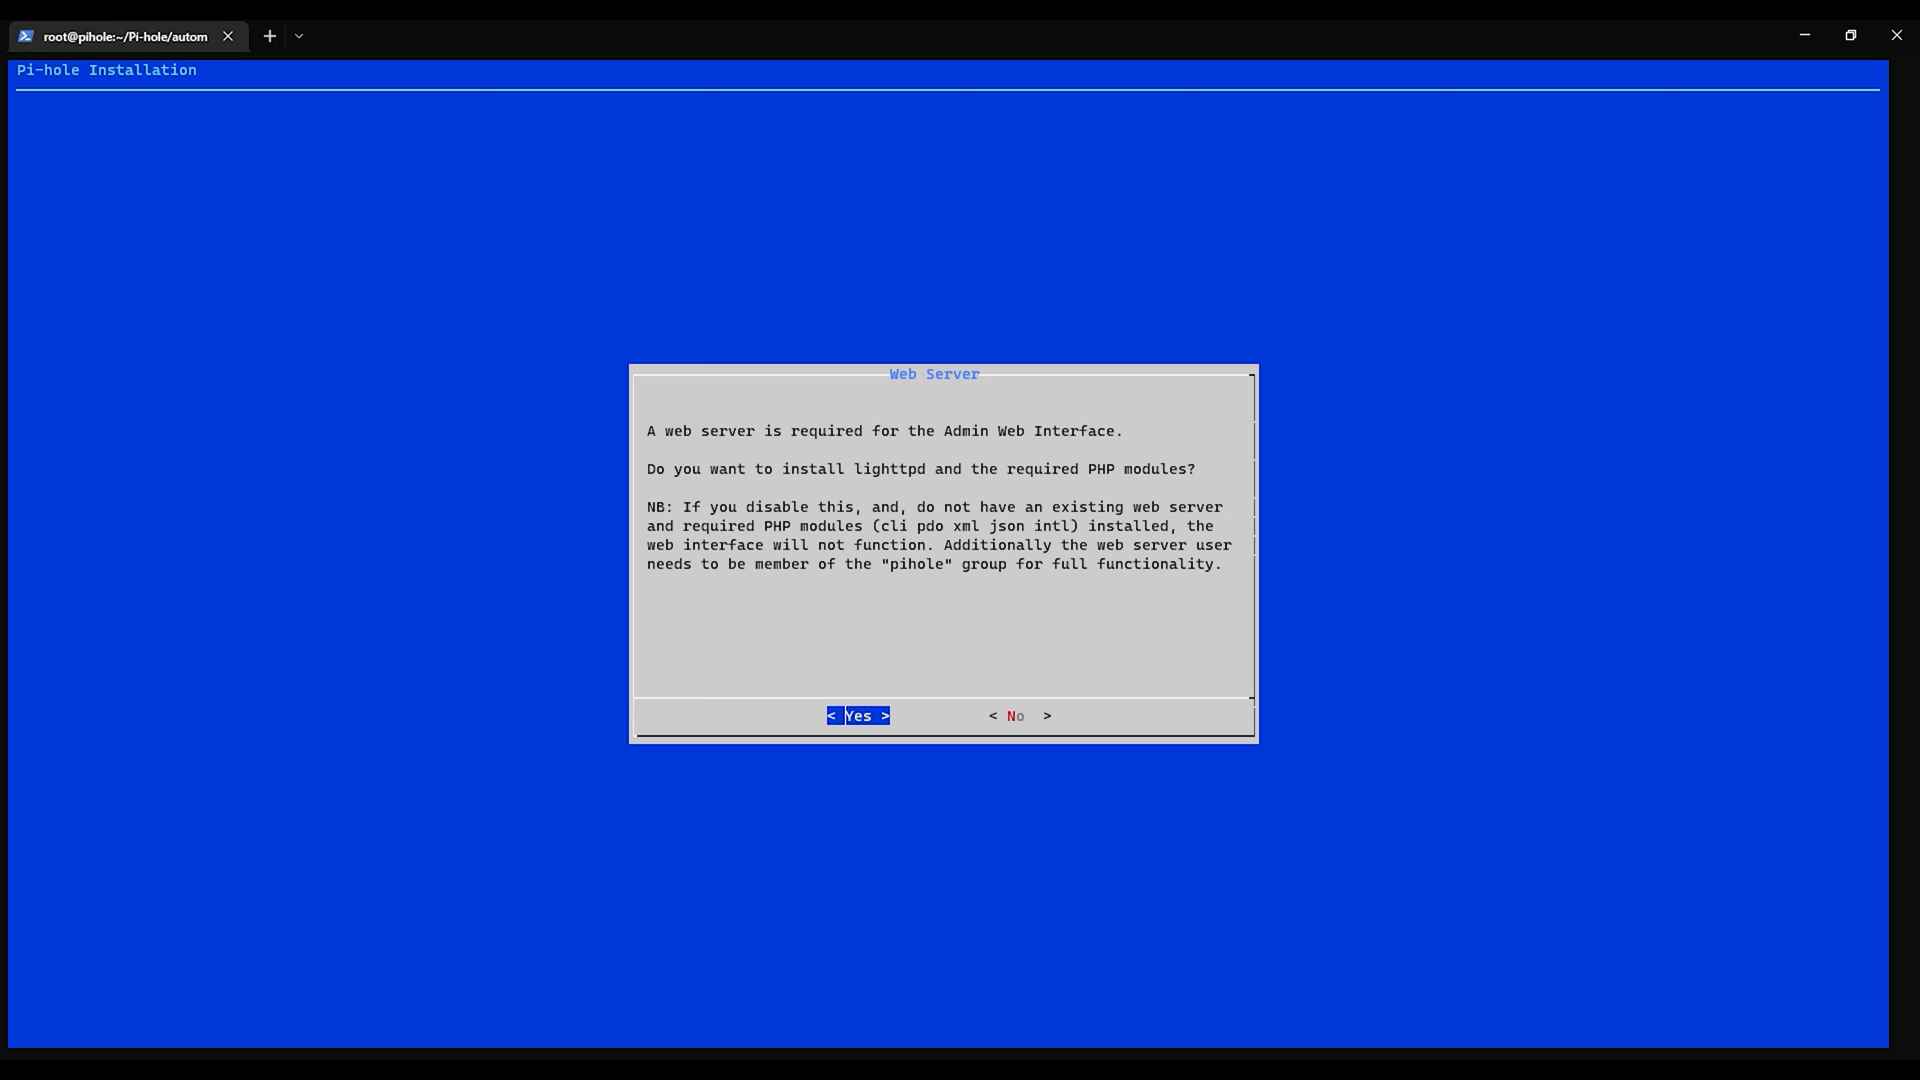 root@pihole:~/Pi-hole/autom
Pi-hole Installation
Web Server
A web server is required for the Admin Web Interface.
Do you want to install lighttpd and the required PHP modules?
NB: If you disable this, and, do not have an existing web server
and required PHP modules (cli pdo xml json intl) installed, the
web interface will not function. Additionally the web server user
needs to be member of the "pihole" group for full functionality.
< Yes > < No >